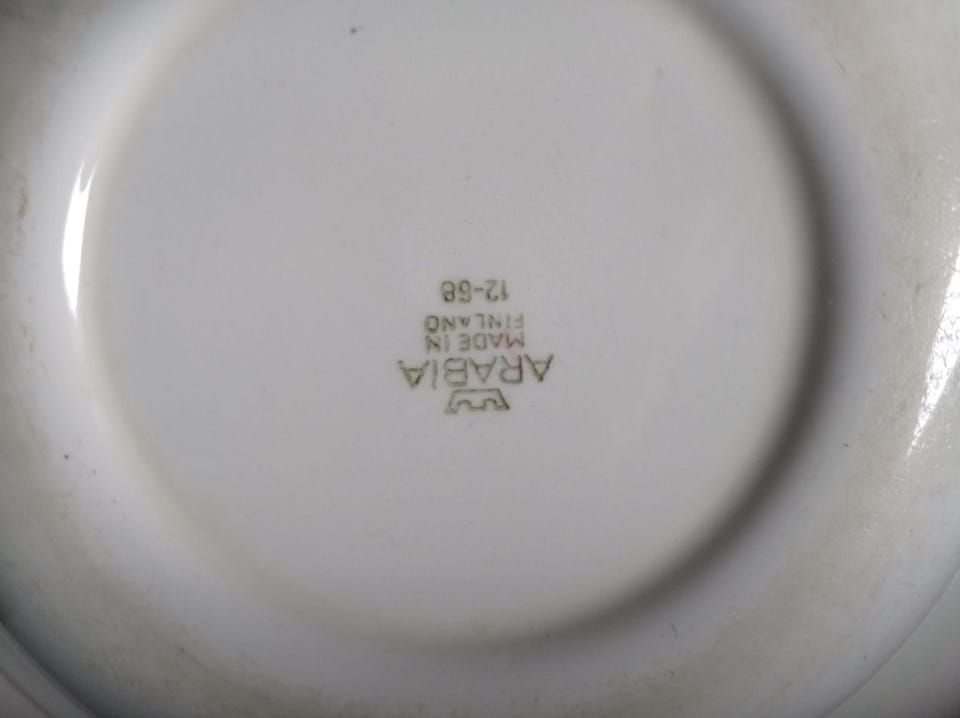 ARABIA
MADE IN
FINLAND
12-68